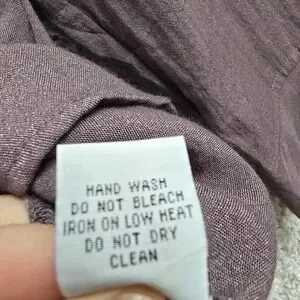 HAND WASH
DO NOT BLEACH
IRON ON LOW HEAT
DO NOT DRY
CLEAN